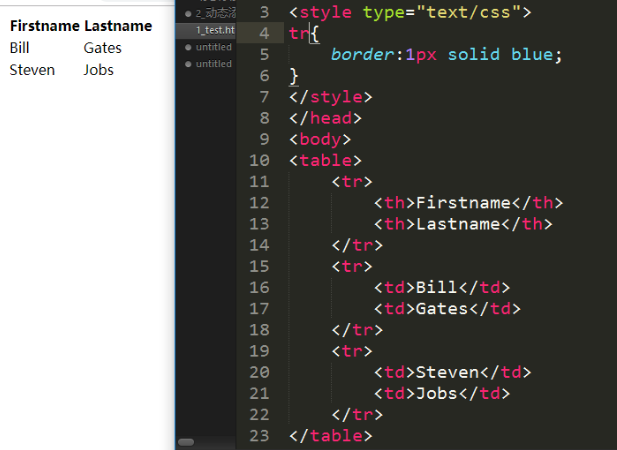 Firstname Lastname
Bill Gates
Steven Jobs
2_动态
1_test.ht
untitled
untitled
3 <style type="text/css">
4 tr{
5 border:1px solid blue;
6 }
7 </style>
8 </head>
9 <body>
10 <table>
11 <tr>
12 <th>Firstname</th>
13 <th>Lastname</th>
14 </tr>
15 <tr>
16 <td>Bill</td>
17 <td>Gates</td>
18 </tr>
19 <tr>
20 <td>Steven</td>
21 <td>Jobs</td>
22 </tr>
23 </table>